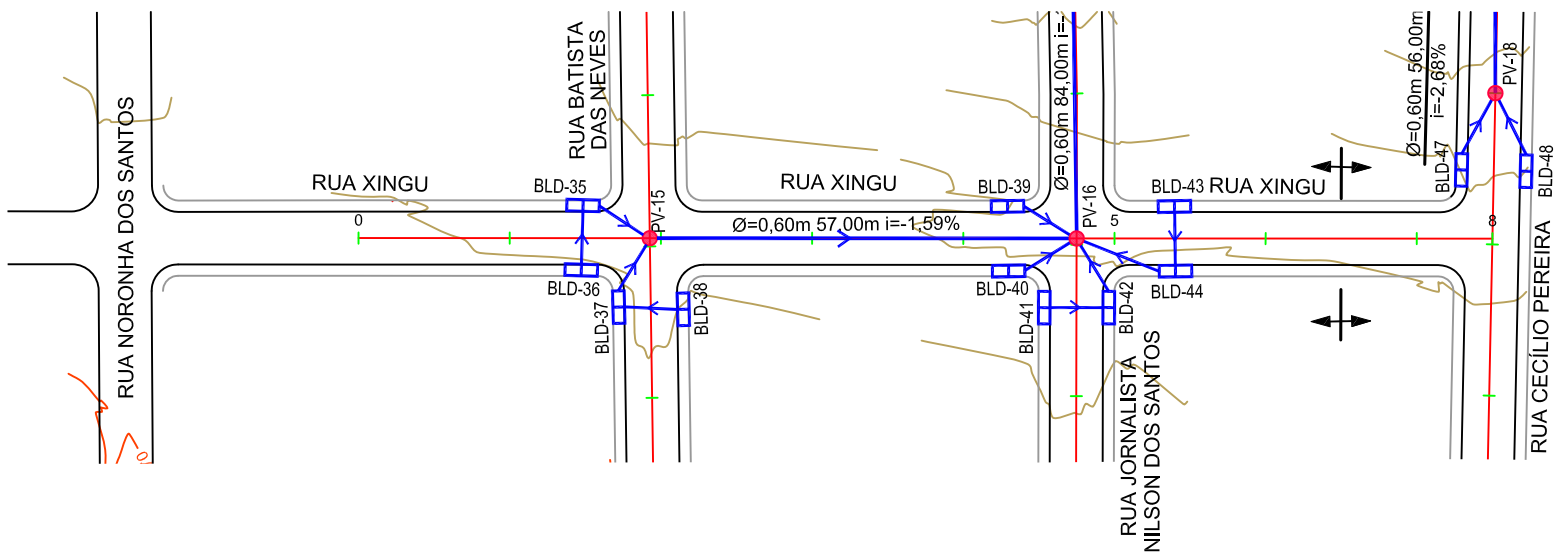 RUA NORONHA DOS SANTOS
RUA XINGU
0
RUA BATISTA
DAS NEVES
BLD-35
BLD-36
BLD-37
BLD-38
PV-15
RUA XINGU
Ø=0,60m 57,00m i=-1,59%
BLD-39
BLD-40
BLD-41
BLD-42
Ø=0,60m 84,00m i=-
PV-16
5
BLD-43
BLD-44
RUA XINGU
RUA JORNALISTA
NILSON DOS SANTOS
Ø=0,60m 56,00m
i=-2,68%
BLD-47
PV-18
BLD-48
8
RUA CECÍLIO PEREIRA